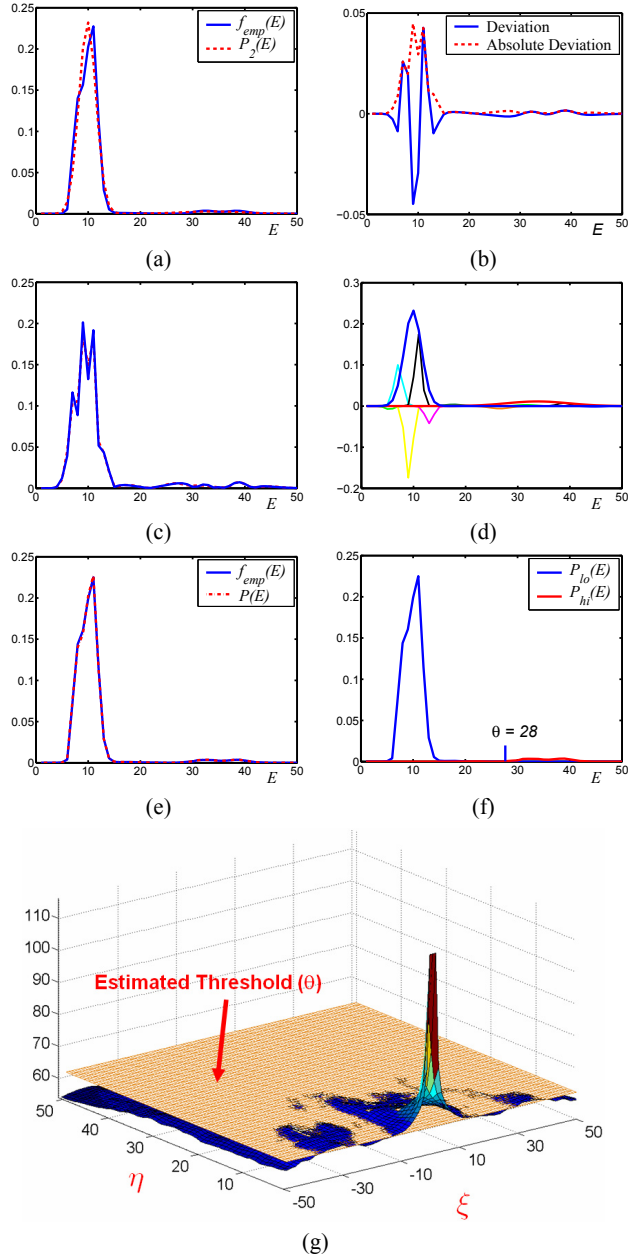 f_emp(E)
P_2(E)
0.25
0.2
0.15
0.1
0.05
0
0 10 20 30 40 50
E
(a)
Deviation
Absolute Deviation
0.05
0
−0.05
0 10 20 30 40 50
E
(b)
0.25
0.2
0.15
0.1
0.05
0
0 10 20 30 40 50
E
(c)
0.3
0.2
0.1
0
−0.1
−0.2
0 10 20 30 40 50
E
(d)
f_emp(E)
P(E)
0.25
0.2
0.15
0.1
0.05
0
0 10 20 30 40 50
E
(e)
P_lo(E)
P_hi(E)
0.25
0.2
0.15
0.1
0.05
0
θ = 28
0 10 20 30 40 50
E
(f)
110
100
90
80
70
60
Estimated Threshold (θ)
50
40
30
20
10
η
-50
-30
-10
10
30
50
ξ
(g)